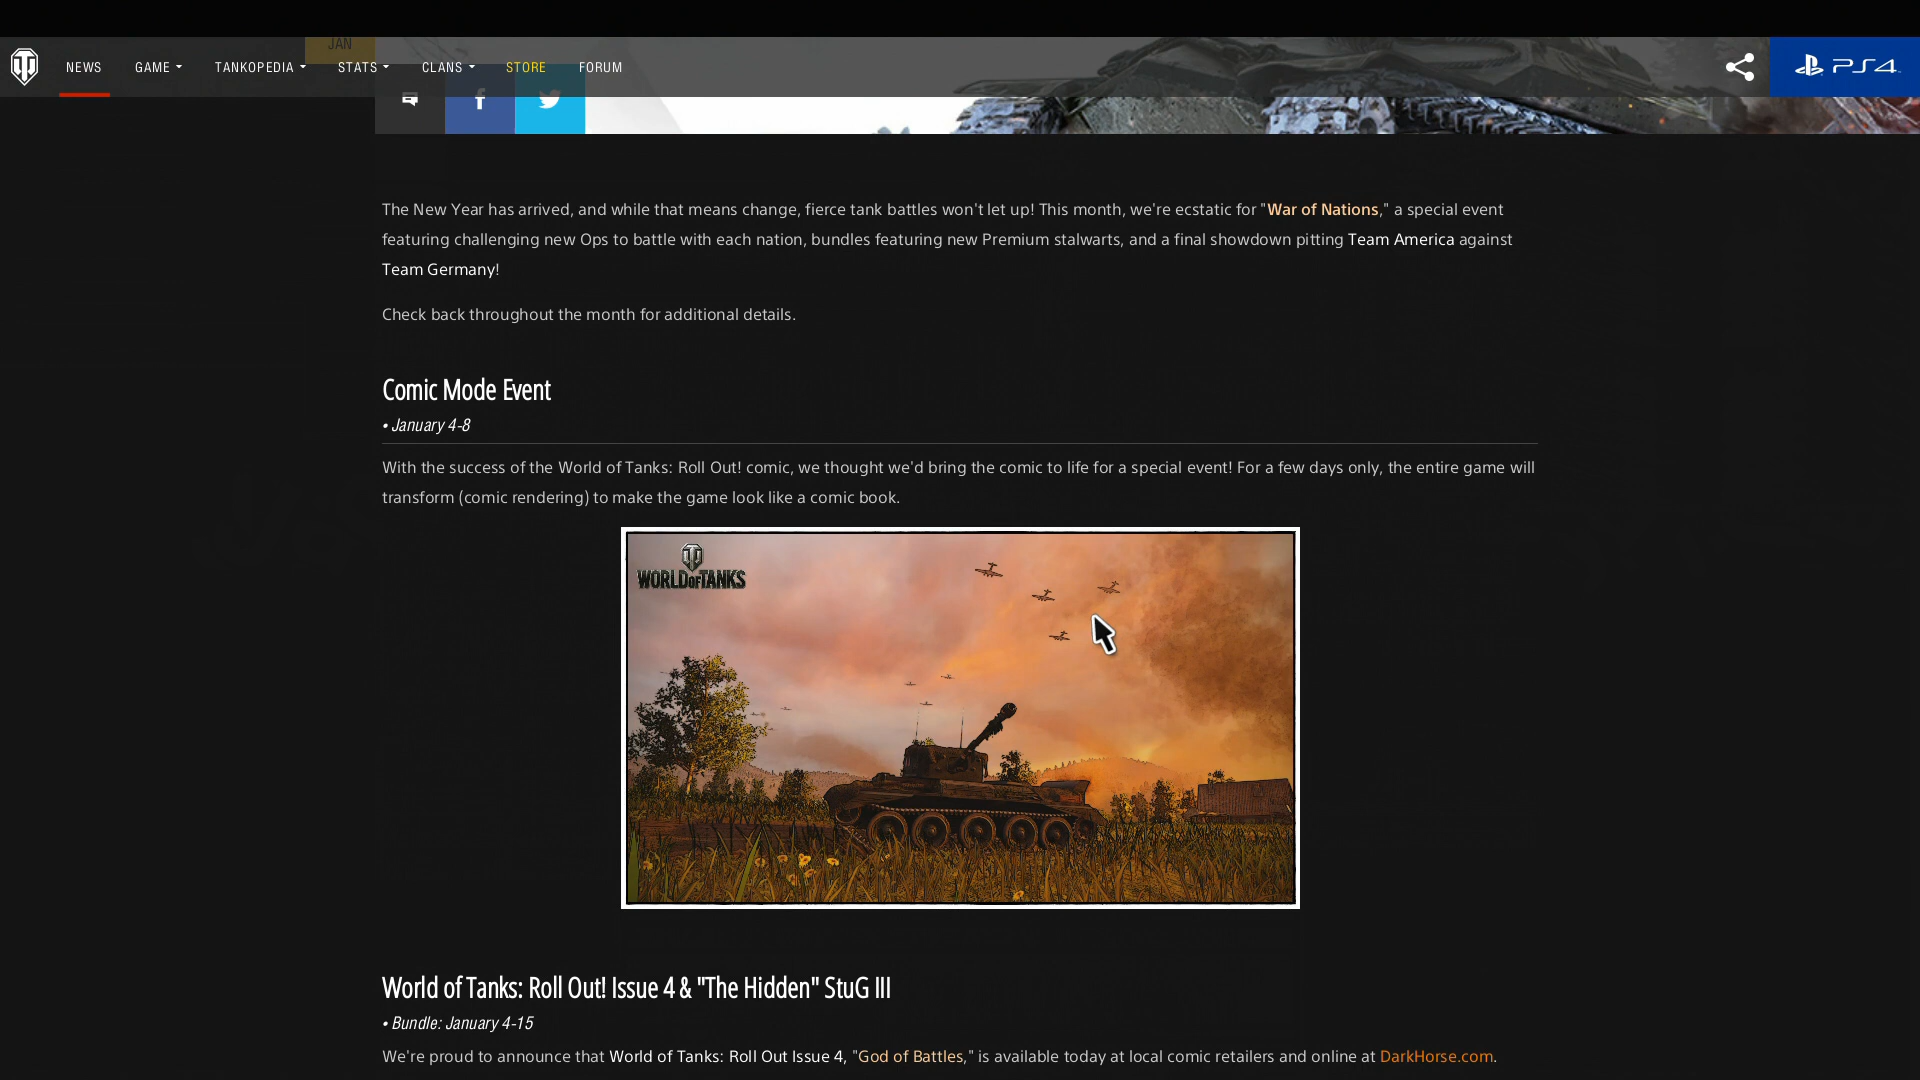 JAN
NEWS GAME TANKOPEDIA STATS CLANS STORE FORUM PS4
The New Year has arrived, and while that means change, fierce tank battles won't let up! This month, we're ecstatic for "War of Nations," a special event
featuring challenging new Ops to battle with each nation, bundles featuring new Premium stalwarts, and a final showdown pitting Team America against
Team Germany!
Check back throughout the month for additional details.
Comic Mode Event
• January 4-8
With the success of the World of Tanks: Roll Out! comic, we thought we'd bring the comic to life for a special event! For a few days only, the entire game will
transform (comic rendering) to make the game look like a comic book.
WORLD OF TANKS
World of Tanks: Roll Out! Issue 4 & "The Hidden" StuG III
• Bundle: January 4-15
We're proud to announce that World of Tanks: Roll Out Issue 4, "God of Battles," is available today at local comic retailers and online at DarkHorse.com.